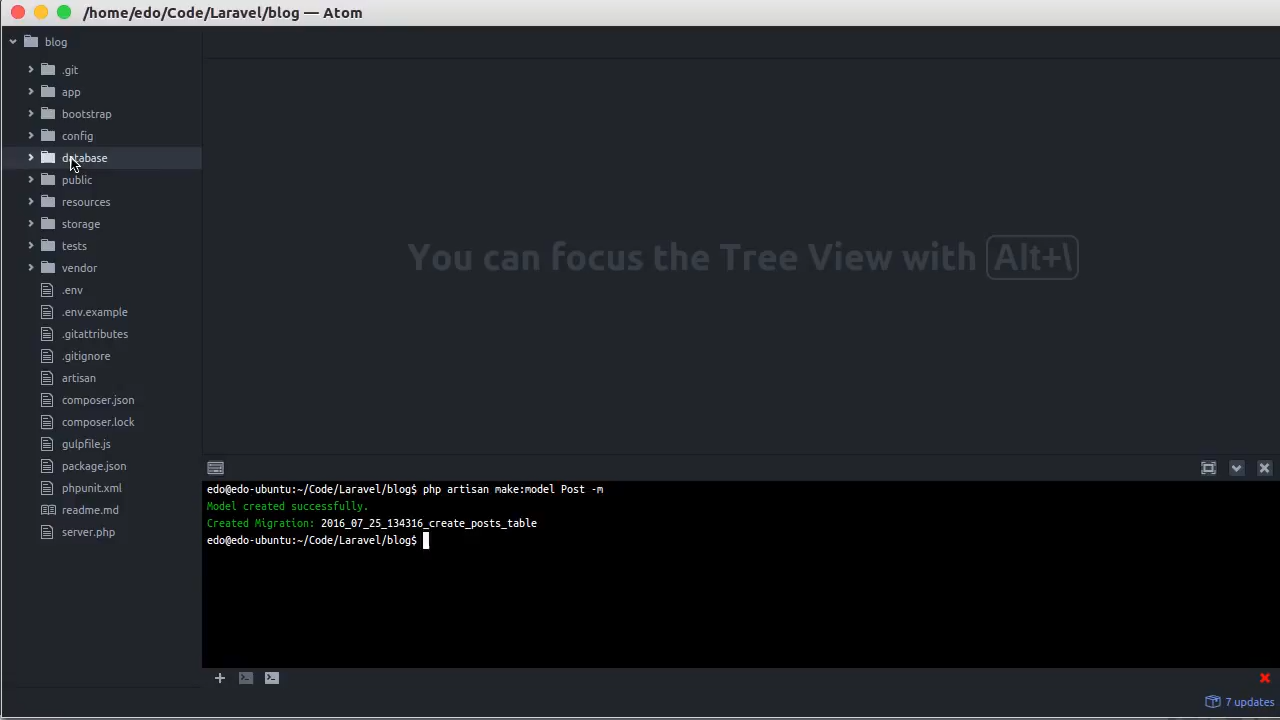 /home/edo/Code/Laravel/blog — Atom
blog
.git
app
bootstrap
config
database
public
resources
storage
tests
vendor
.env
.env.example
.gitattributes
.gitignore
artisan
composer.json
composer.lock
gulpfile.js
package.json
phpunit.xml
readme.md
server.php
You can focus the Tree View with Alt+\
edo@edo-ubuntu:~/Code/Laravel/blog$ php artisan make:model Post -m
Model created successfully.
Created Migration: 2016_07_25_134316_create_posts_table
edo@edo-ubuntu:~/Code/Laravel/blog$
7 updates